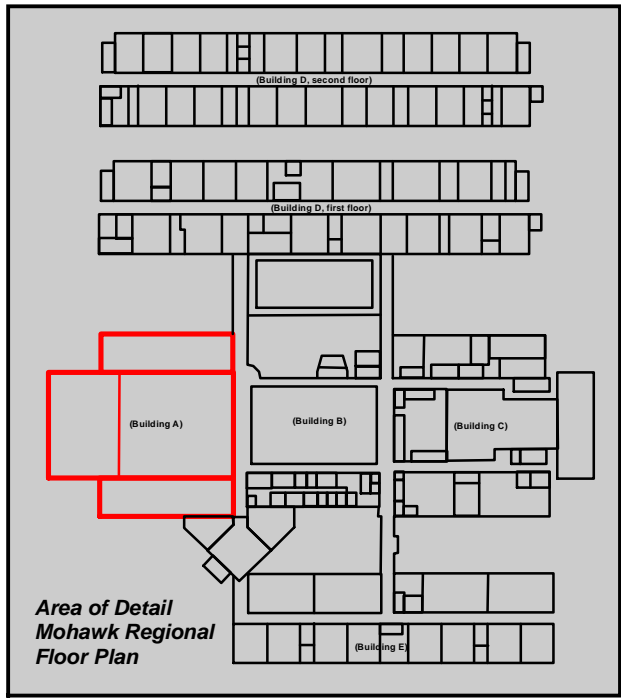 (Building D, second floor)
(Building D, first floor)
(Building A)
(Building B)
(Building C)
Area of Detail
Mohawk Regional
Floor Plan
(Building E)